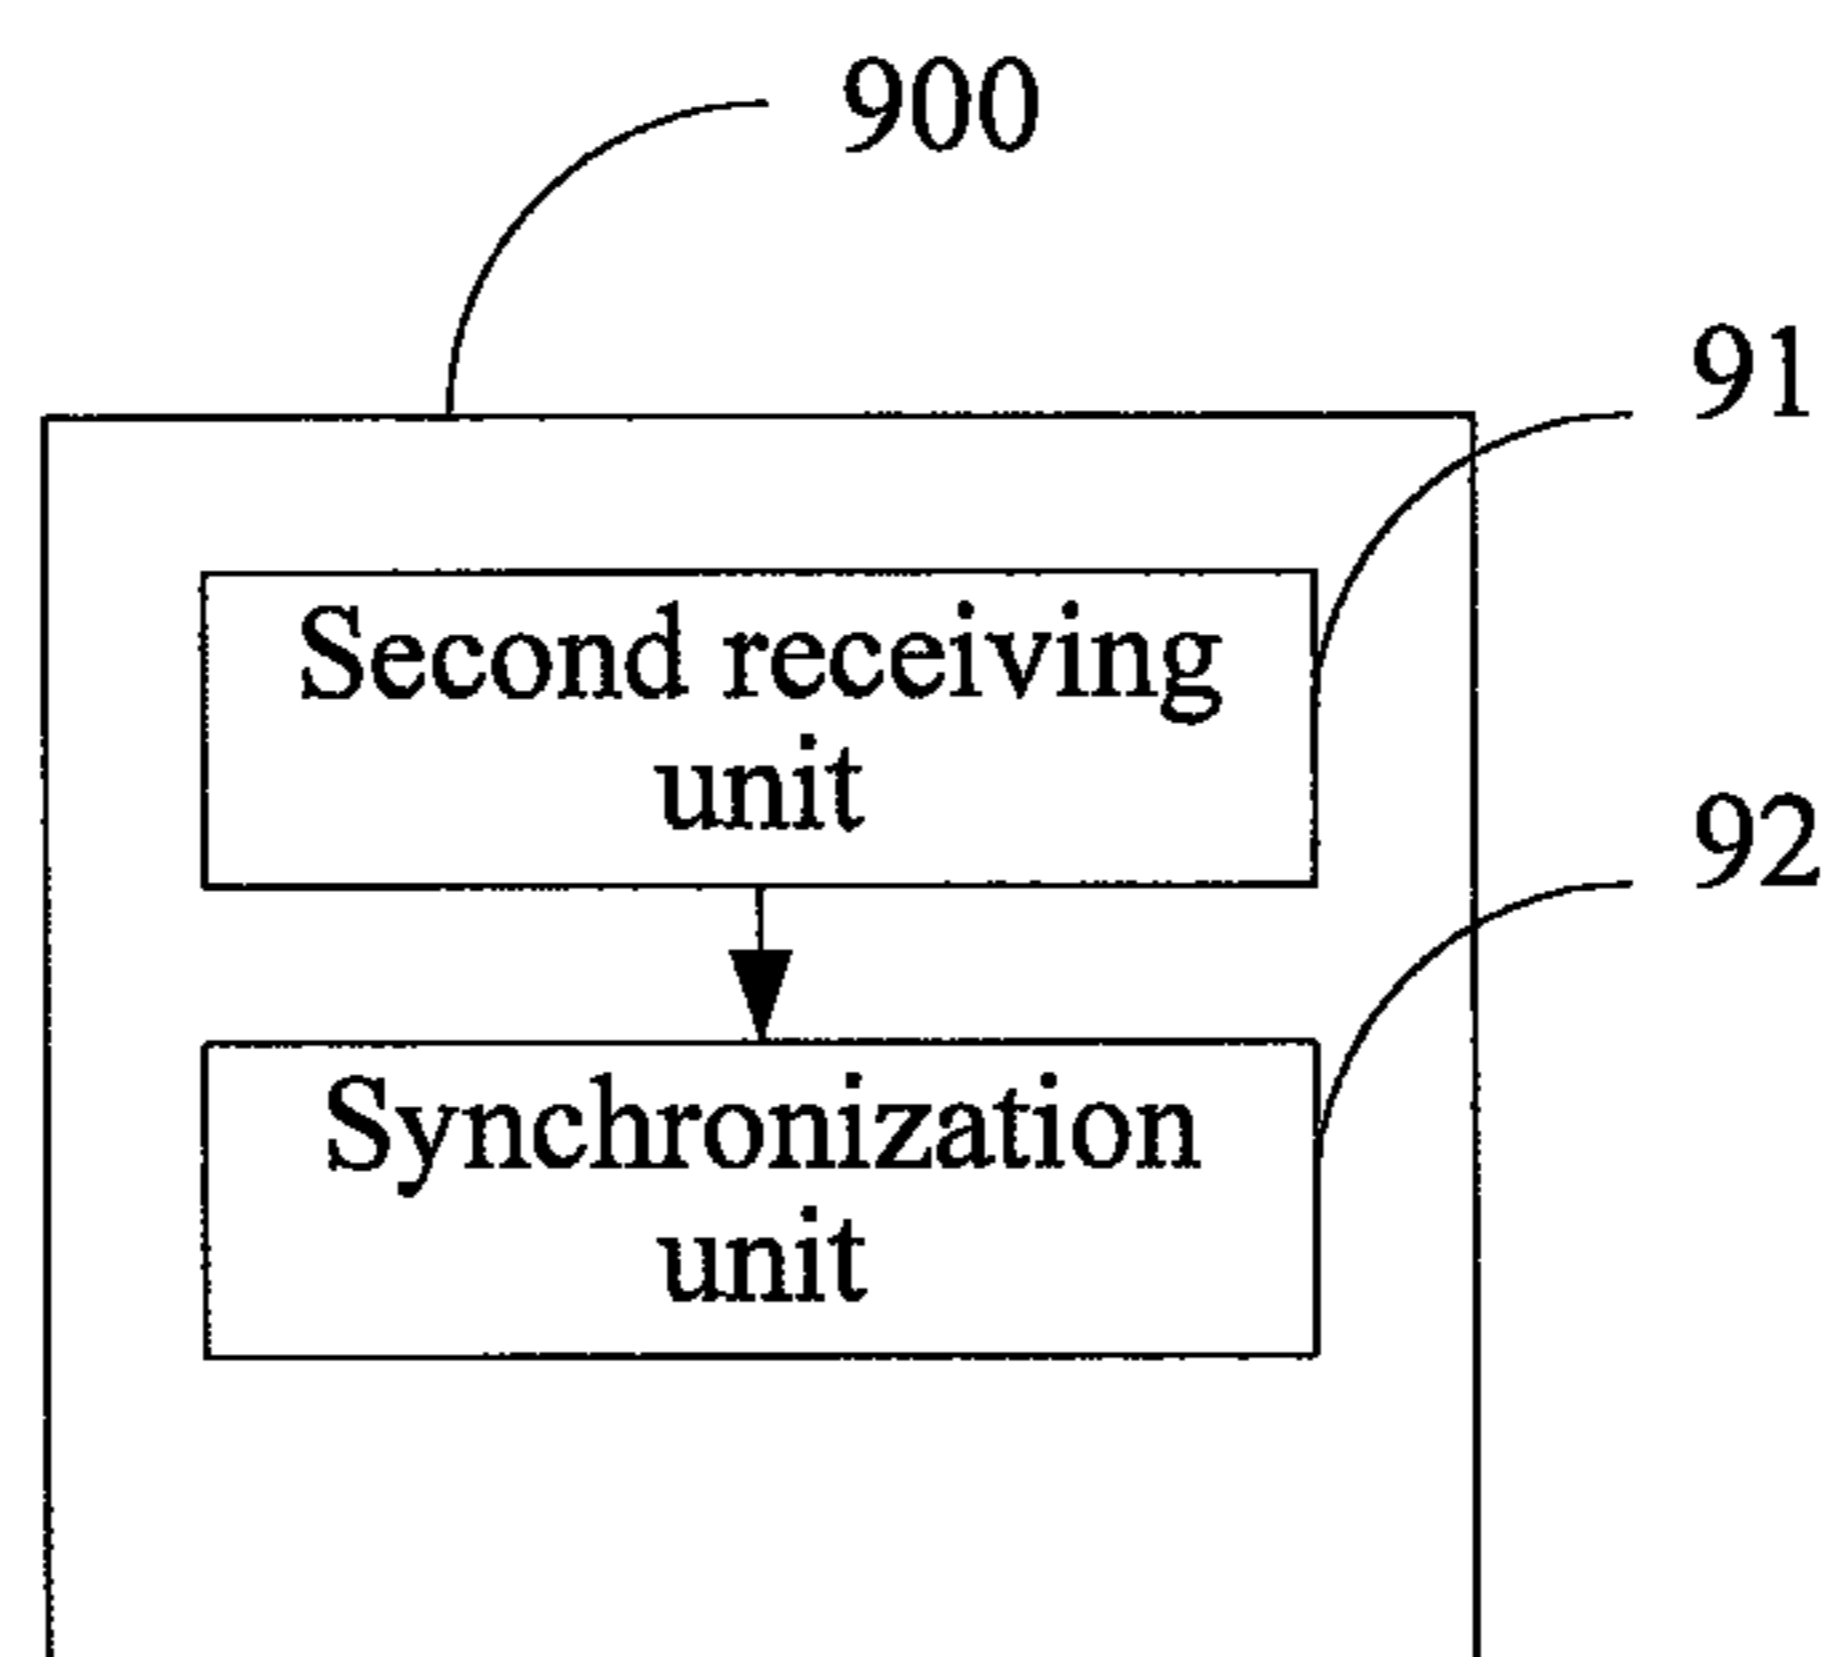 900
91
Second receiving
unit
92
Synchronization
unit